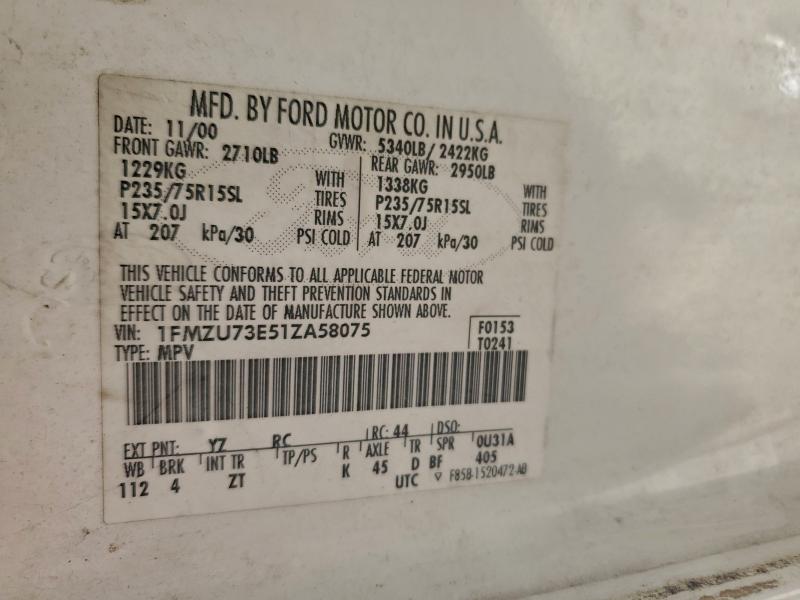 MFD. BY FORD MOTOR CO. IN U.S.A.
DATE: 11/00 GVWR: 5340LB/ 2422KG
FRONT GAWR: 2710LB REAR GAWR: 2950LB
1229KG WITH 1338KG WITH
P235/75R15SL TIRES P235/75R15SL TIRES
15X7.0J RIMS 15X7.0J RIMS
AT 207 kPa/30 PSI COLD AT 207 kPa/30 PSI COLD
THIS VEHICLE CONFORMS TO ALL APPLICABLE FEDERAL MOTOR
VEHICLE SAFETY AND THEFT PREVENTION STANDARDS IN
EFFECT ON THE DATE OF MANUFACTURE SHOWN ABOVE.
VIN: 1FMZU73E51ZA58075 F0153
TYPE: MPV T0241
EXT PNT: YZ RC RC: 44 DSO:
WB BRK INT TR TP/PS R AXLE TR SPR 0U31A
112 4 ZT K 45 D BF 405
UTC ▽ F85B-1520472-AB